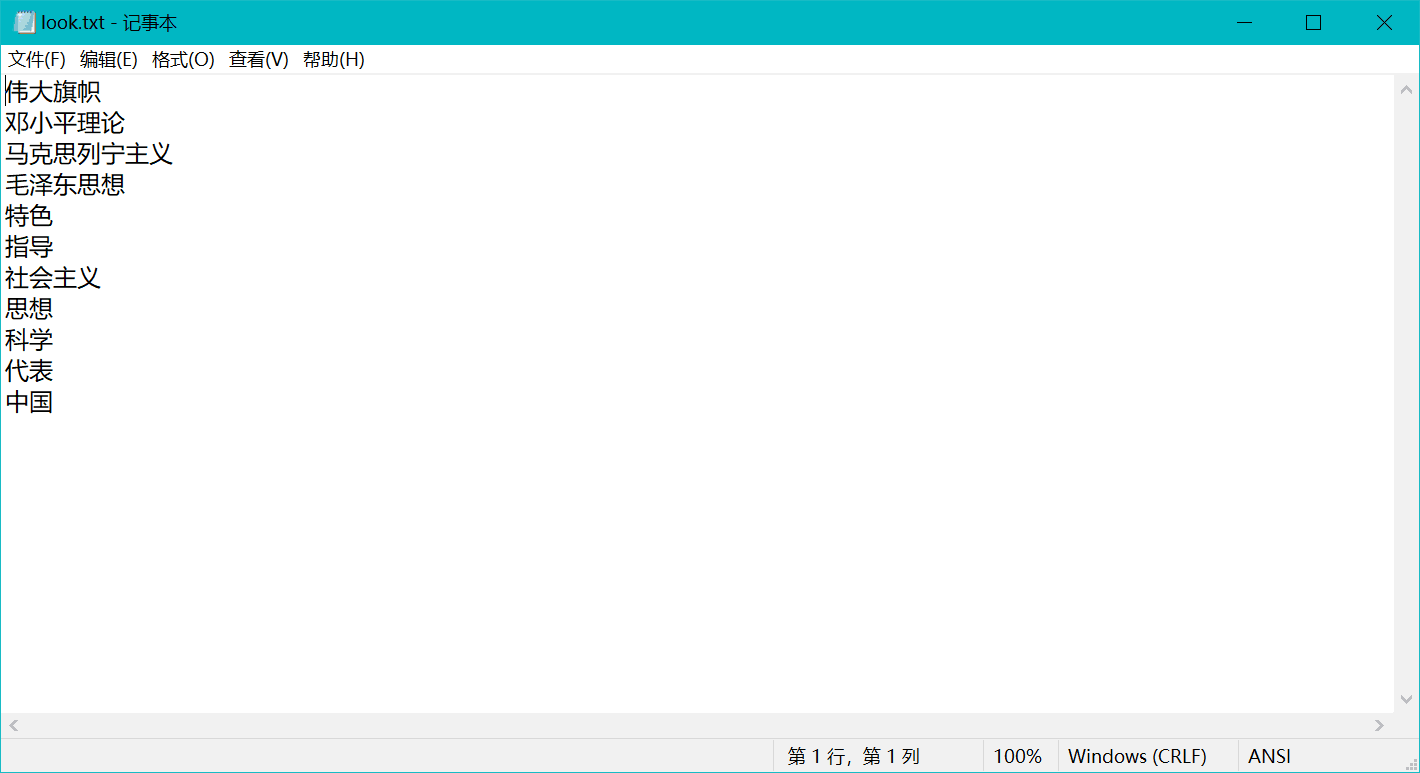 look.txt - 记事本
文件(F) 编辑(E) 格式(O) 查看(V) 帮助(H)
伟大旗帜
邓小平理论
马克思列宁主义
毛泽东思想
特色
指导
社会主义
思想
科学
代表
中国
第 1 行，第 1 列 100% Windows (CRLF) ANSI